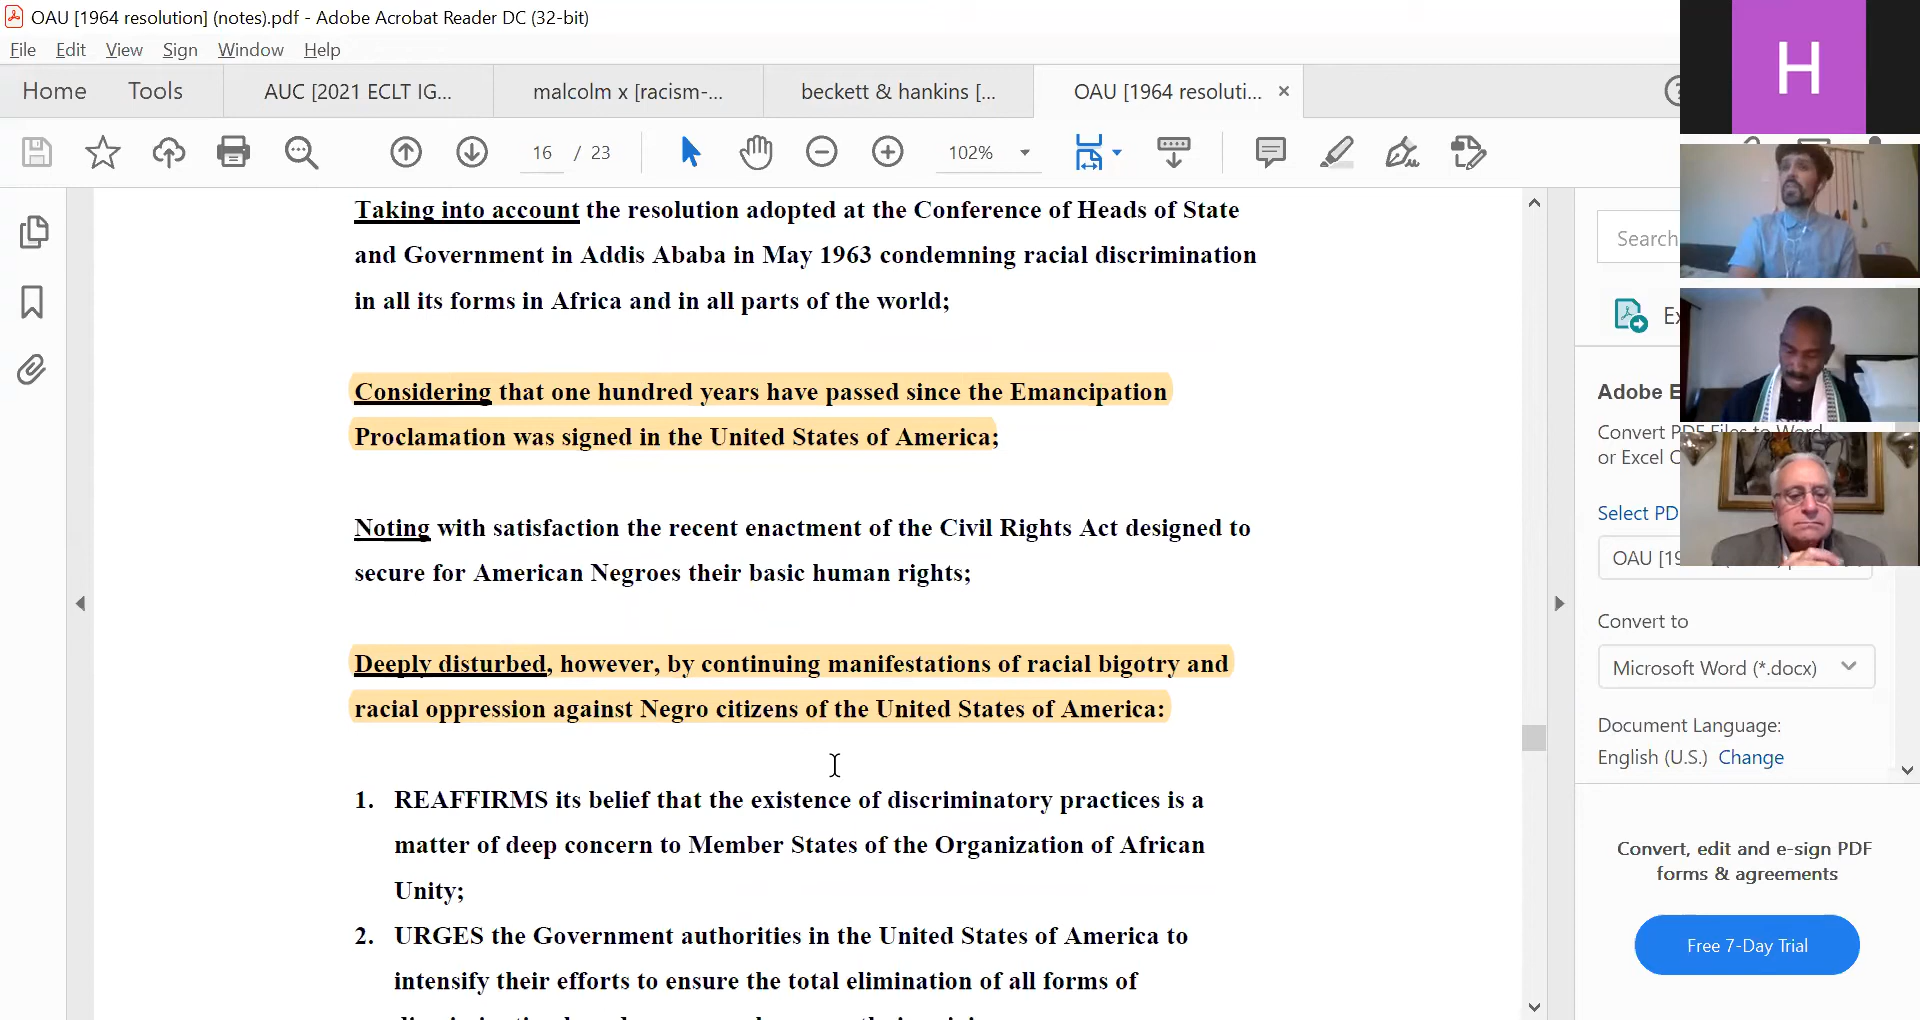 OAU [1964 resolution] (notes).pdf - Adobe Acrobat Reader DC (32-bit)
File Edit View Sign Window Help
Home Tools AUC [2021 ECLT IG... malcolm x [racism-... beckett & hankins [... OAU [1964 resoluti... ×
16 / 23 102%
H
Taking into account the resolution adopted at the Conference of Heads of State
and Government in Addis Ababa in May 1963 condemning racial discrimination
in all its forms in Africa and in all parts of the world;
Considering that one hundred years have passed since the Emancipation
Proclamation was signed in the United States of America;
Noting with satisfaction the recent enactment of the Civil Rights Act designed to
secure for American Negroes their basic human rights;
Deeply disturbed, however, by continuing manifestations of racial bigotry and
racial oppression against Negro citizens of the United States of America:
1. REAFFIRMS its belief that the existence of discriminatory practices is a
matter of deep concern to Member States of the Organization of African
Unity;
2. URGES the Government authorities in the United States of America to
intensify their efforts to ensure the total elimination of all forms of
Search
Ex
Adobe E
Convert PDF Files to Word
or Excel C
Select PD
OAU [19
Convert to
Microsoft Word (*.docx)
Document Language:
English (U.S.) Change
Convert, edit and e-sign PDF
forms & agreements
Free 7-Day Trial